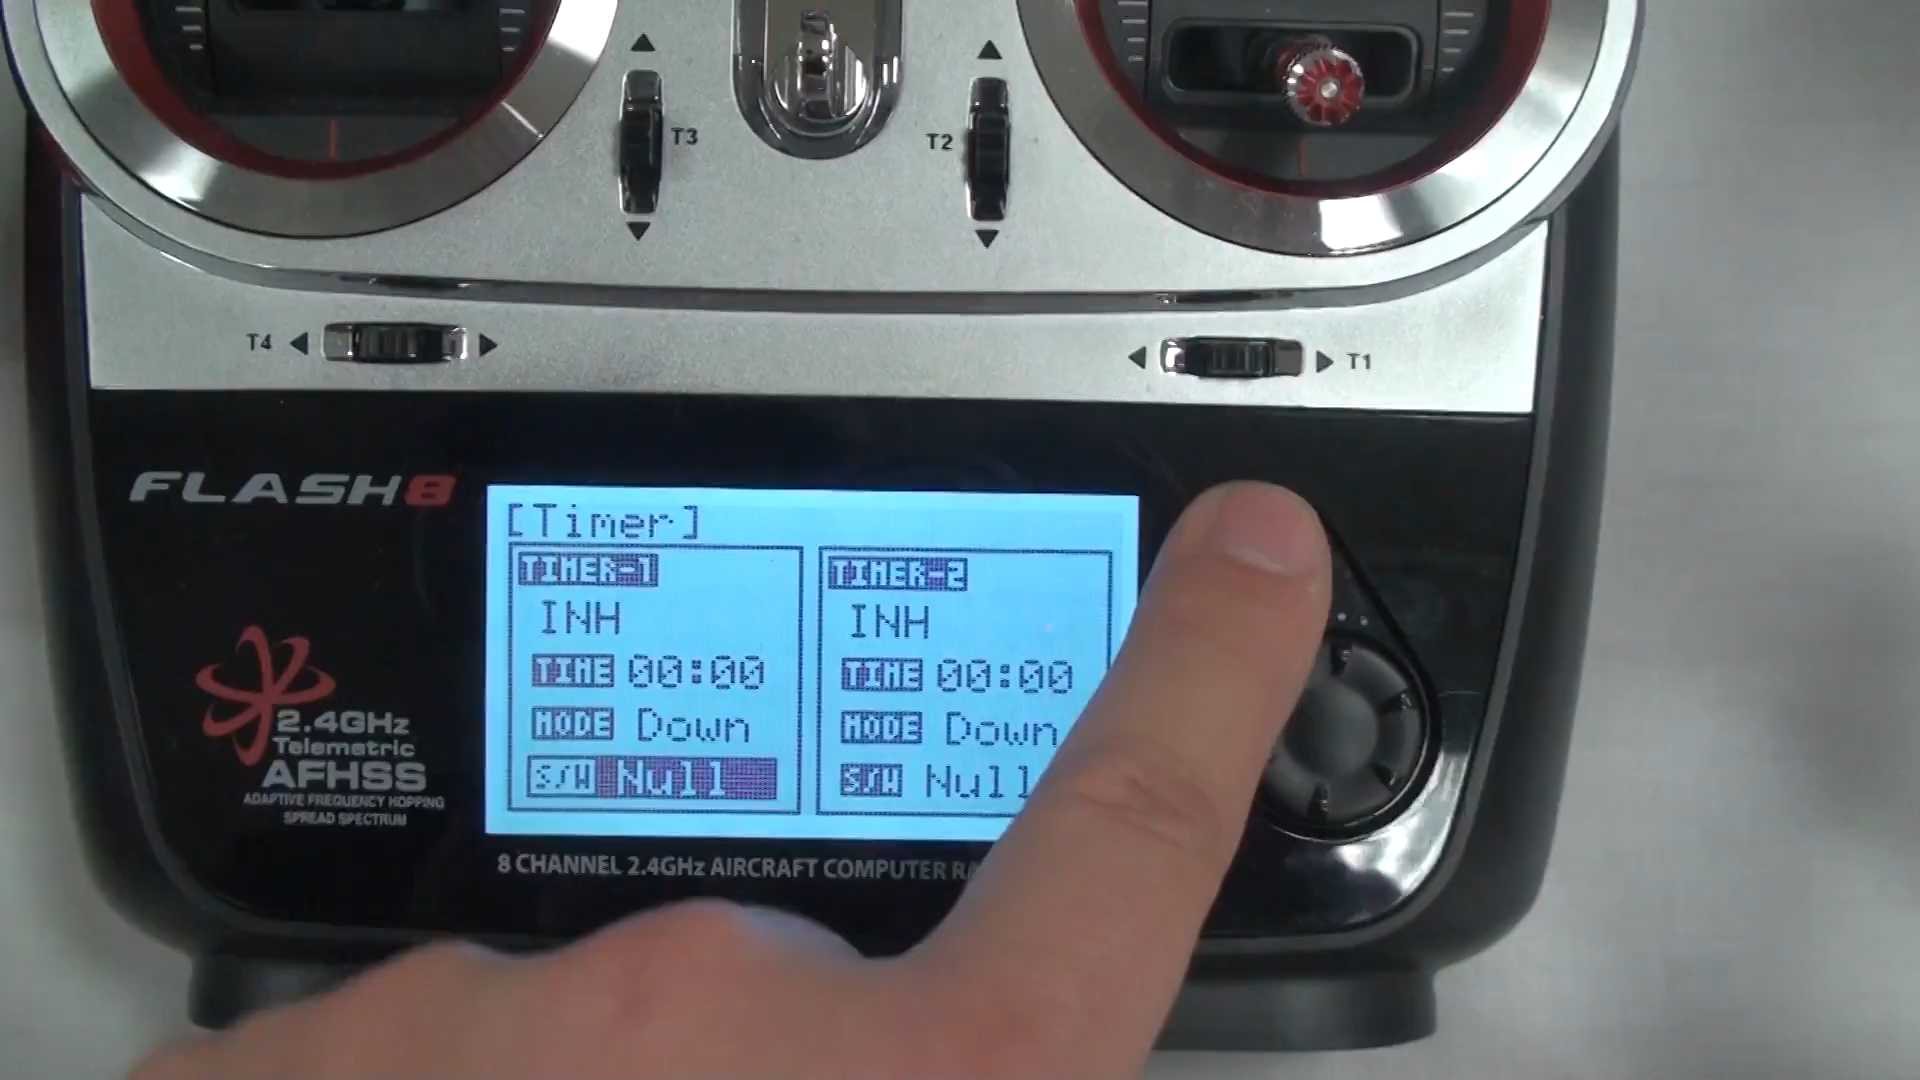 T3
T2
T4
T1
FLASH8
[Timer]
TIMER-1
INH
TIME 00:00
MODE Down
S/W Null
TIMER-2
INH
TIME 00:00
MODE Down
S/W Null
2.4GHz
Telemetric
AFHSS
ADAPTIVE FREQUENCY HOPPING
SPREAD SPECTRUM
8 CHANNEL 2.4GHz AIRCRAFT COMPUTER